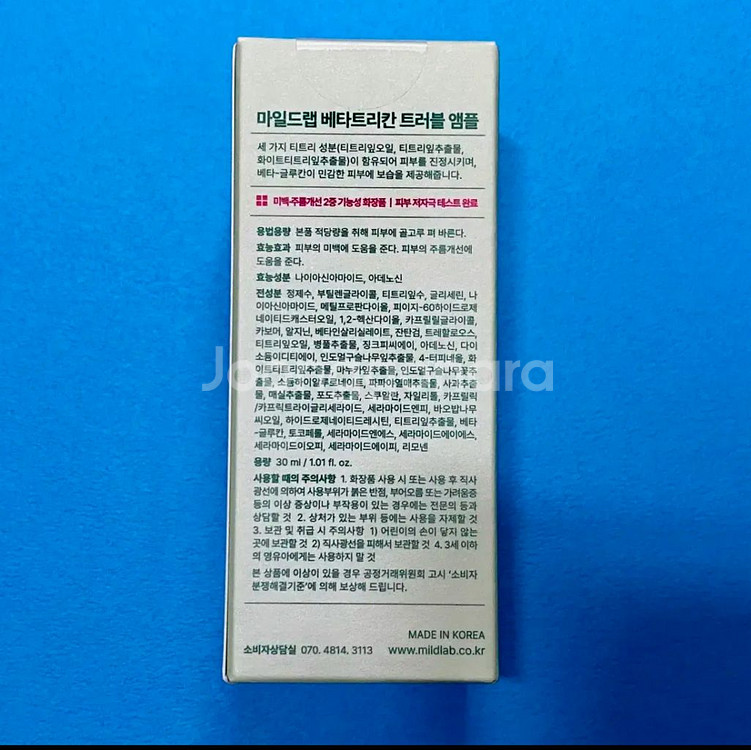 마일드랩 베타트리칸 트러블 앰플
세 가지 티트리 성분(티트리잎오일, 티트리잎추출물,
화이트티트리잎추출물)이 함유되어 피부를 진정시키며,
베타-글루칸이 민감한 피부에 보습을 제공해줍니다.
미백·주름개선 2중 기능성 화장품 | 피부 저자극 테스트 완료
용법용량 본품 적당량을 취해 피부에 골고루 펴 바른다.
효능효과 피부의 미백에 도움을 준다. 피부의 주름개선에
도움을 준다.
효능성분 나이아신아마이드, 아데노신
전성분 정제수, 부틸렌글라이콜, 티트리잎수, 글리세린, 나
이아신아마이드, 메틸프로판다이올, 피이지-60하이드로제
네이티드캐스터오일, 1,2-헥산다이올, 카프릴릴글라이콜,
카보머, 알지닌, 베타인살리실레이트, 잔탄검, 트레할로오스,
티트리잎오일, 병풀추출물, 징크피씨에이, 아데노신, 다이
소듐이디티에이, 인도멀구슬나무잎추출물, 4-터피네올, 화
이트티트리잎추출물, 마누카잎추출물, 인도멀구슬나무꽃추
출물, 소듐하이알루로네이트, 파파야열매추출물, 사과추출
물, 매실추출물, 포도추출물, 스쿠알란, 자일리톨, 카프릴릭
/카프릭트라이글리세라이드, 세라마이드엔피, 바오밥나무
씨오일, 하이드로제네이티드레시틴, 티트리잎추출물, 베타
-글루칸, 토코페롤, 세라마이드엔에스, 세라마이드에이에스,
세라마이드이오피, 세라마이드에이피, 리모넨
용량 30 ml / 1.01 fl. oz.
사용할 때의 주의사항 1. 화장품 사용 시 또는 사용 후 직사
광선에 의하여 사용부위가 붉은 반점, 부어오름 또는 가려움증
등의 이상 증상이나 부작용이 있는 경우에는 전문의 등과
상담할 것 2. 상처가 있는 부위 등에는 사용을 자제할 것
3. 보관 및 취급 시 주의사항 1) 어린이의 손이 닿지 않는
곳에 보관할 것 2) 직사광선을 피해서 보관할 것 4. 3세 이하
의 영유아에게는 사용하지 말 것
본 상품에 이상이 있을 경우 공정거래위원회 고시 '소비자
분쟁해결기준'에 의해 보상해 드립니다.
MADE IN KOREA
소비자상담실 070. 4814. 3113 www.mildlab.co.kr